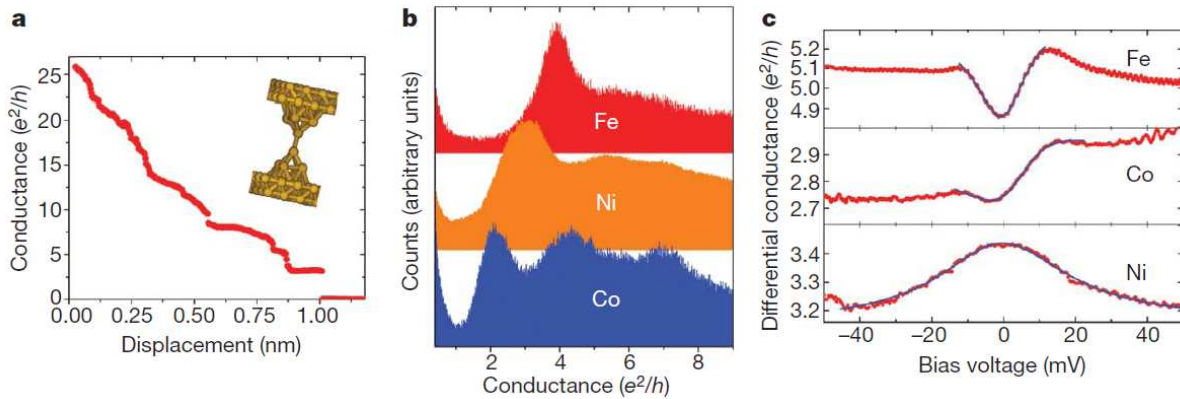 a
Conductance (e²/h)
25
20
15
10
5
0
0.00 0.25 0.50 0.75 1.00
Displacement (nm)
b
Counts (arbitrary units)
Fe
Ni
Co
2 4 6 8
Conductance (e²/h)
c
Differential conductance (e²/h)
5.2
5.1
5.0
4.9
Fe
2.9
2.8
2.7
Co
3.4
3.3
3.2
Ni
−40 −20 0 20 40
Bias voltage (mV)